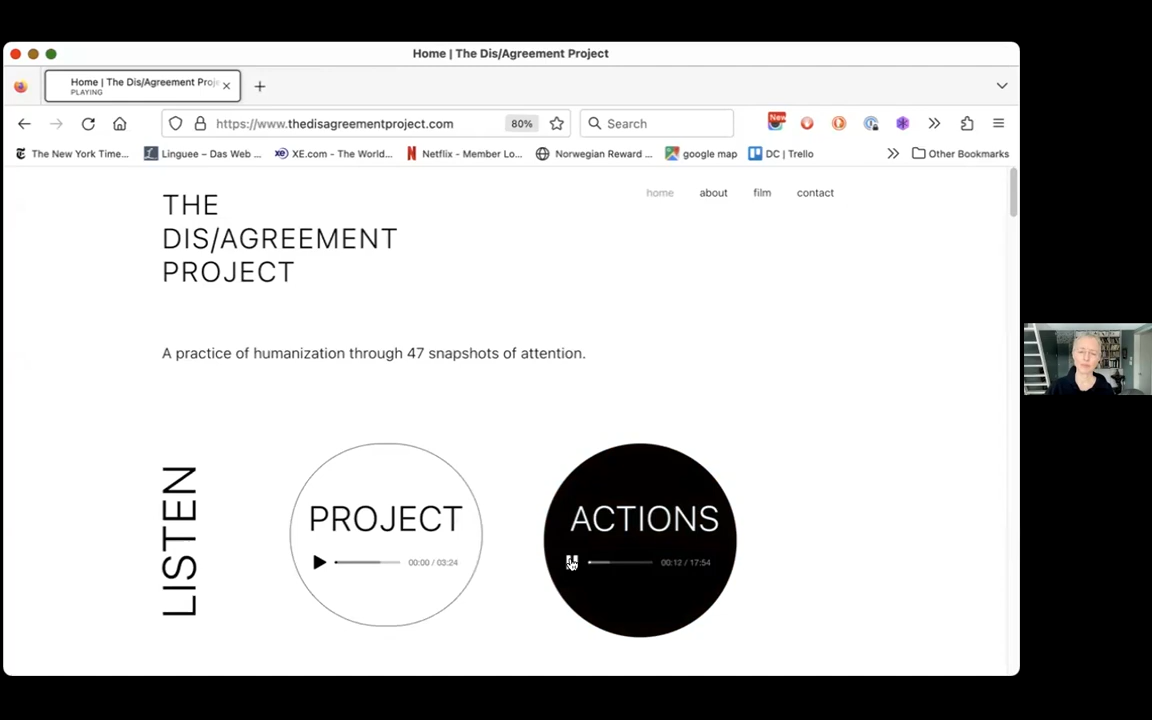 Home | The Dis/Agreement Project
Home | The Dis/Agreement Proje
PLAYING
https://www.thedisagreementproject.com
80%
Search
New
The New York Time...
Linguee – Das Web ...
XE.com - The World...
Netflix - Member Lo...
Norwegian Reward ...
google map
DC | Trello
Other Bookmarks
home
about
film
contact
THE
DIS/AGREEMENT
PROJECT
A practice of humanization through 47 snapshots of attention.
LISTEN
PROJECT
00:00 / 03:24
ACTIONS
00:12 / 17:54